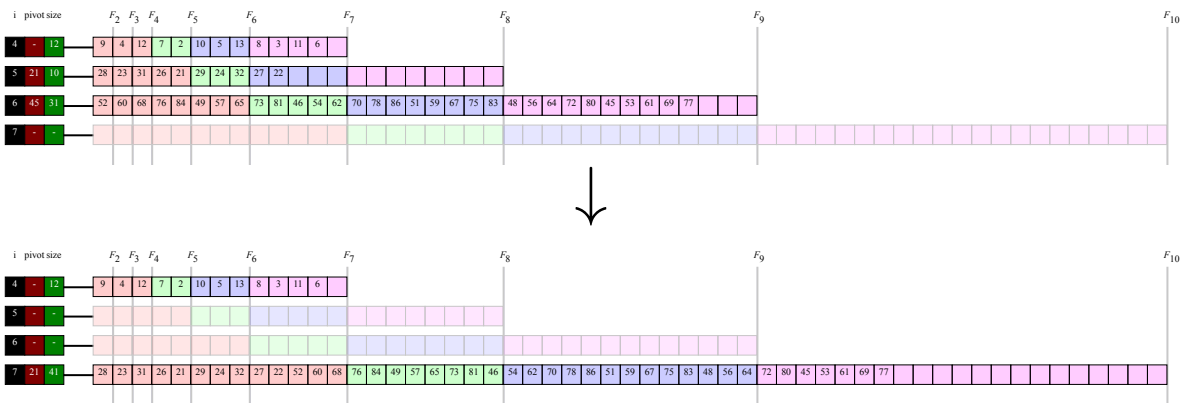 i pivot size F2 F3 F4 F5 F6 F7 F8 F9 F10
4 - 12 9 4 12 7 2 10 5 13 8 3 11 6
5 21 10 28 23 31 26 21 29 24 32 27 22
6 45 31 52 60 68 76 84 49 57 65 73 81 46 54 62 70 78 86 51 59 67 75 83 48 56 64 72 80 45 53 61 69 77
7 - -
i pivot size F2 F3 F4 F5 F6 F7 F8 F9 F10
4 - 12 9 4 12 7 2 10 5 13 8 3 11 6
5 - -
6 - -
7 21 41 28 23 31 26 21 29 24 32 27 22 52 60 68 76 84 49 57 65 73 81 46 54 62 70 78 86 51 59 67 75 83 48 56 64 72 80 45 53 61 69 77